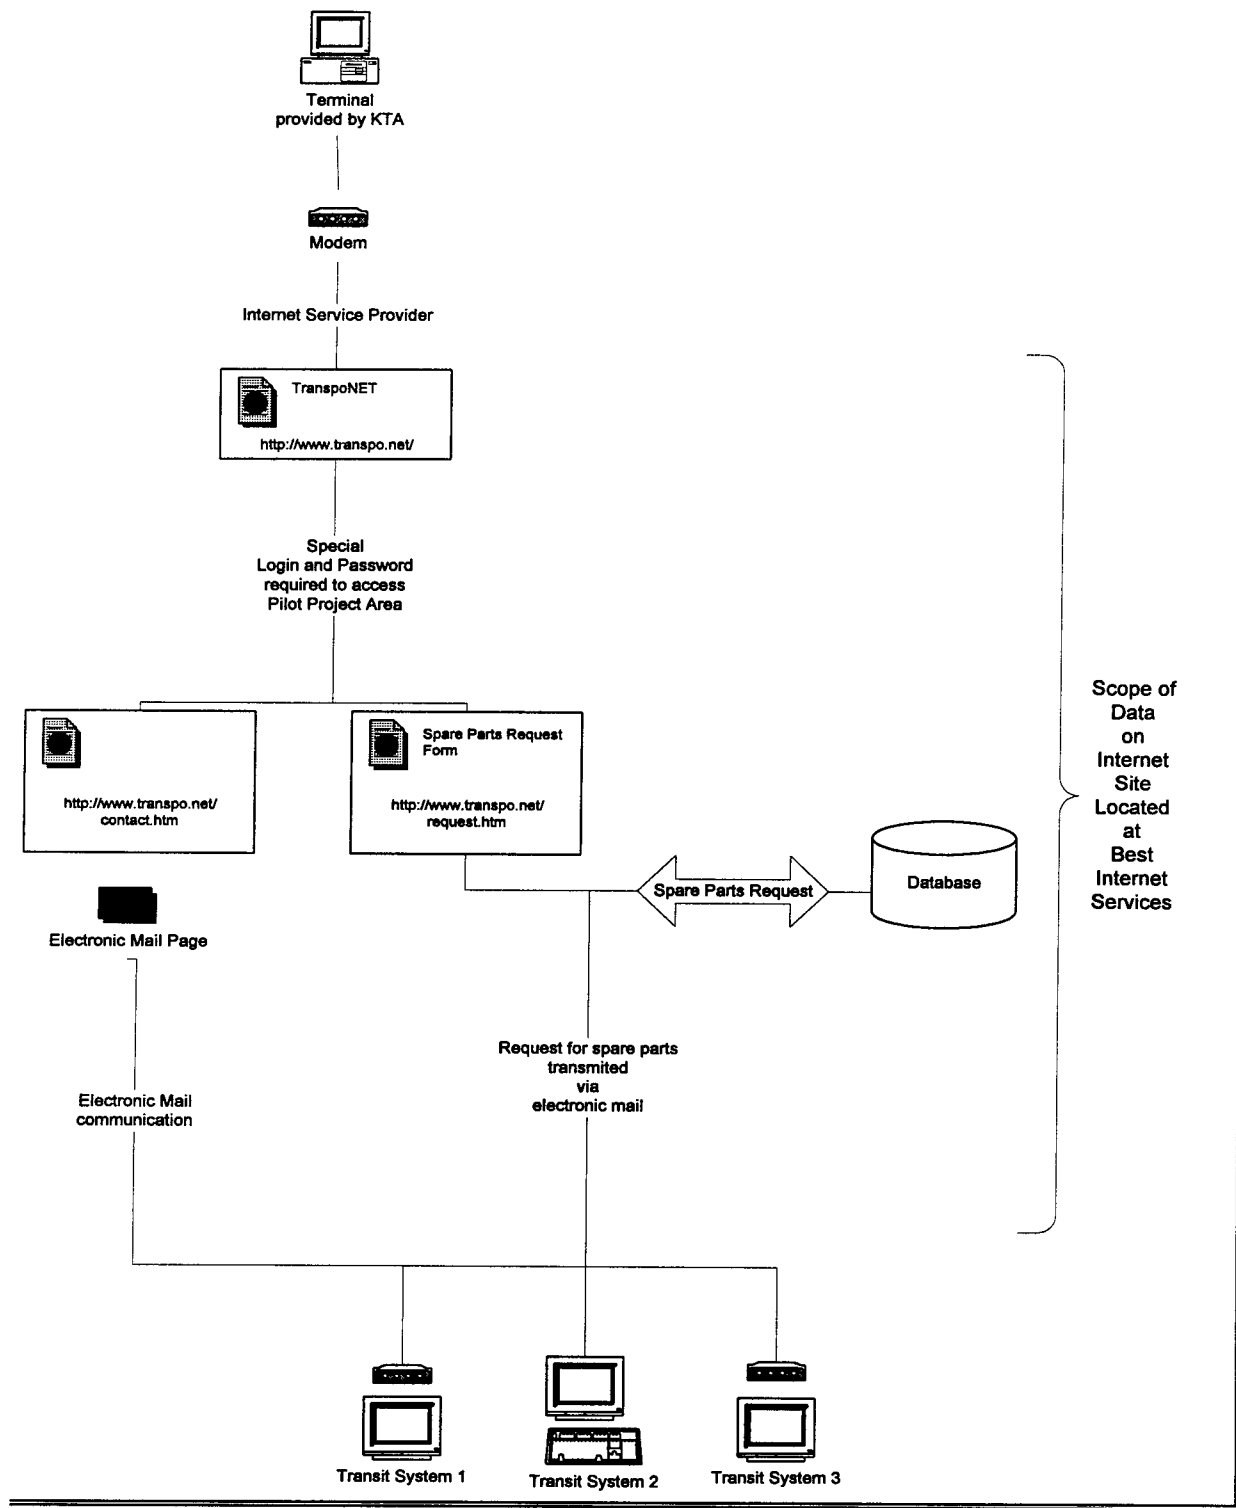 Terminal
provided by KTA
Modem
Internet Service Provider
TranspoNET
http://www.transpo.net/
Special
Login and Password
required to access
Pilot Project Area
http://www.transpo.net/
contact.htm
Spare Parts Request
Form
http://www.transpo.net/
request.htm
Spare Parts Request
Database
Electronic Mail Page
Request for spare parts
transmited
via
electronic mail
Electronic Mail
communication
Scope of
Data
on
Internet
Site
Located
at
Best
Internet
Services
Transit System 1
Transit System 2
Transit System 3